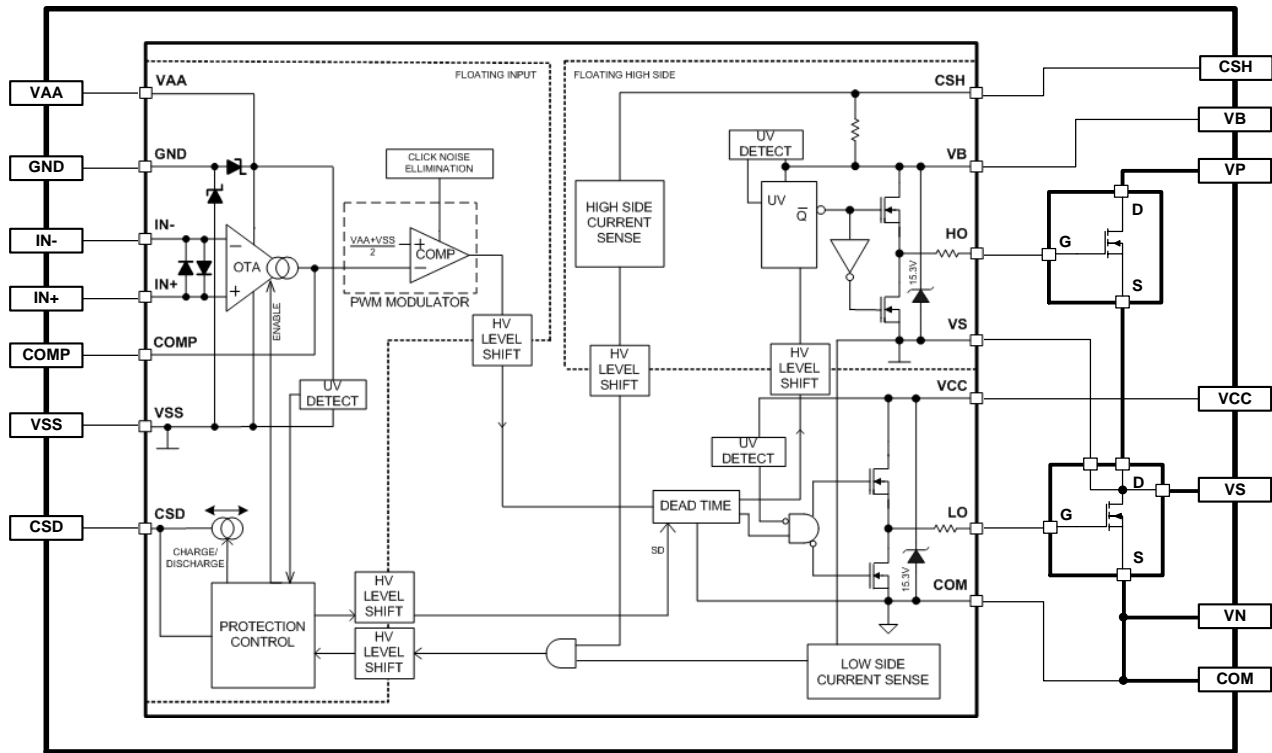 VAA
GND
IN-
IN+
COMP
VSS
CSD
VAA
FLOATING INPUT
GND
CLICK NOISE
ELLIMINATION
IN-
OTA
IN+
ENABLE
VAA+VSS
2
COMP
PWM MODULATOR
COMP
HV
LEVEL
SHIFT
UV
DETECT
VSS
CSD
CHARGE/
DISCHARGE
PROTECTION
CONTROL
HV
LEVEL
SHIFT
HV
LEVEL
SHIFT
FLOATING HIGH SIDE
CSH
UV
DETECT
VB
HIGH SIDE
CURRENT
SENSE
UV
Q
HO
15.3V
VS
HV
LEVEL
SHIFT
HV
LEVEL
SHIFT
VCC
UV
DETECT
DEAD TIME
SD
LO
15.3V
COM
LOW SIDE
CURRENT SENSE
D
G
S
D
G
S
CSH
VB
VP
VCC
VS
VN
COM